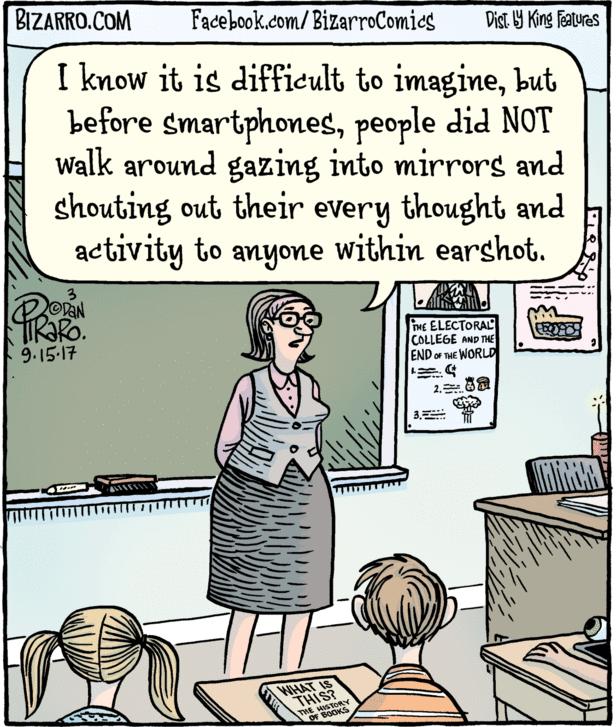 BIZARRO.COM
Facebook.com/BizarroComics
Dist. by King Features
I know it is difficult to imagine, but
before smartphones, people did NOT
walk around gazing into mirrors and
shouting out their every thought and
activity to anyone within earshot.
3
©DAN
PIRARO.
9.15.17
THE ELECTORAL
COLLEGE AND THE
END OF THE WORLD
1.
2.
3.
WHAT IS
THIS?
THE HISTORY
OF BOOKS